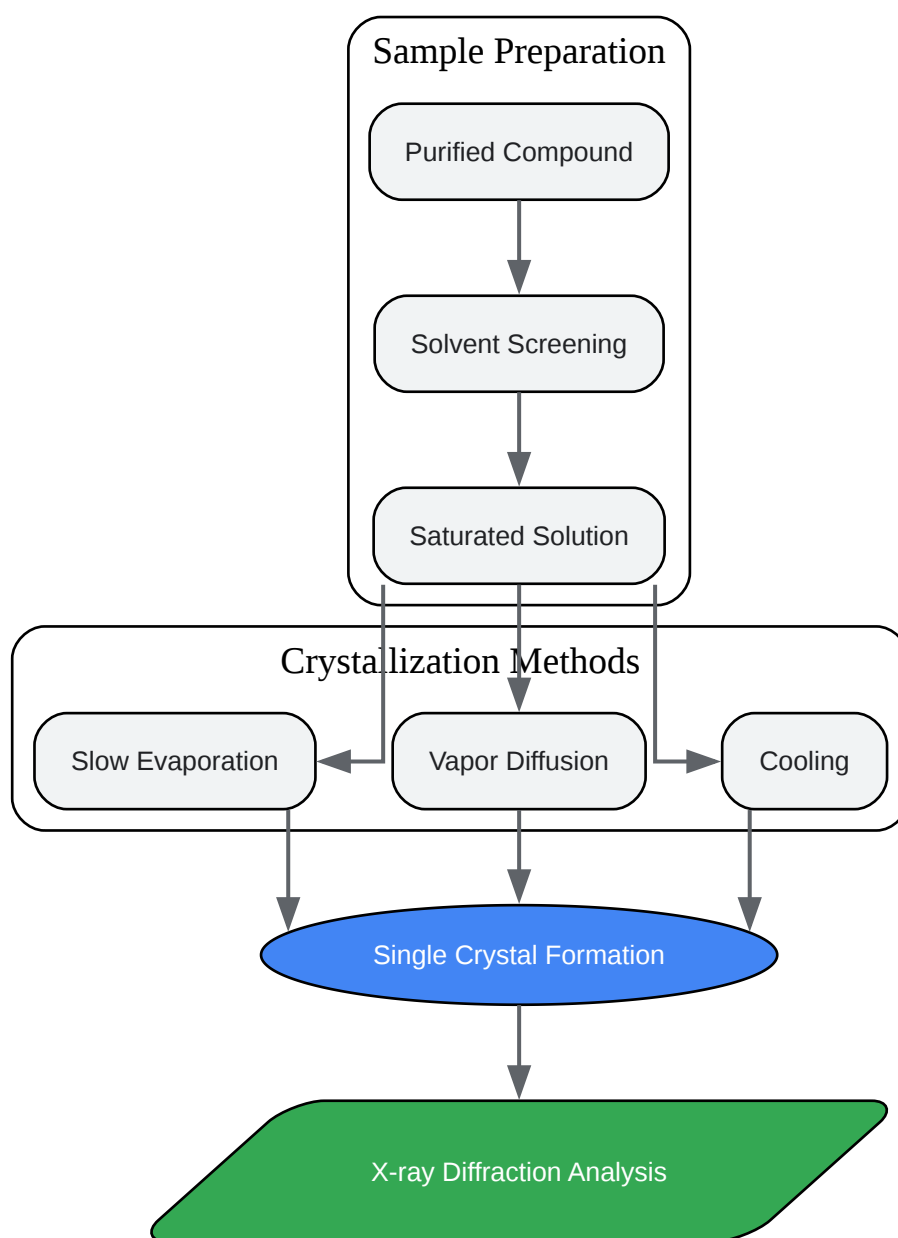 Sample Preparation
Purified Compound
Solvent Screening
Saturated Solution
Crystallization Methods
Slow Evaporation
Vapor Diffusion
Cooling
Single Crystal Formation
X-ray Diffraction Analysis